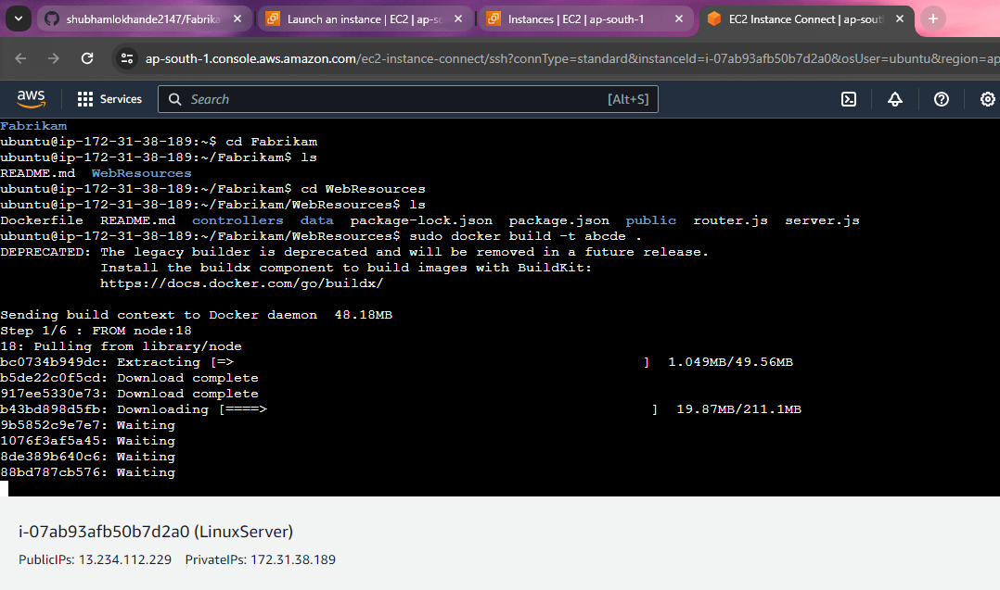 shubhamlokhande2147/Fabrika
Launch an instance | EC2 | ap-sc
Instances | EC2 | ap-south-1
EC2 Instance Connect | ap-sout
ap-south-1.console.aws.amazon.com/ec2-instance-connect/ssh?connType=standard&instanceId=i-07ab93afb50b7d2a0&osUser=ubuntu&region=ap
aws Services Search [Alt+S]
Fabrikam
ubuntu@ip-172-31-38-189:~$ cd Fabrikam
ubuntu@ip-172-31-38-189:~/Fabrikam$ ls
README.md  WebResources
ubuntu@ip-172-31-38-189:~/Fabrikam$ cd WebResources
ubuntu@ip-172-31-38-189:~/Fabrikam/WebResources$ ls
Dockerfile  README.md  controllers  data  package-lock.json  package.json  public  router.js  server.js
ubuntu@ip-172-31-38-189:~/Fabrikam/WebResources$ sudo docker build -t abcde .
DEPRECATED: The legacy builder is deprecated and will be removed in a future release.
            Install the buildx component to build images with BuildKit:
            https://docs.docker.com/go/buildx/
Sending build context to Docker daemon  48.18MB
Step 1/6 : FROM node:18
18: Pulling from library/node
bc0734b949dc: Extracting [=>                                                 ]  1.049MB/49.56MB
b5de22c0f5cd: Download complete
917ee5330e73: Download complete
b43bd898d5fb: Downloading [====>                                              ]  19.87MB/211.1MB
9b5852c9e7e7: Waiting
1076f3af5a45: Waiting
8de389b640c6: Waiting
88bd787cb576: Waiting
i-07ab93afb50b7d2a0 (LinuxServer)
PublicIPs: 13.234.112.229 PrivateIPs: 172.31.38.189